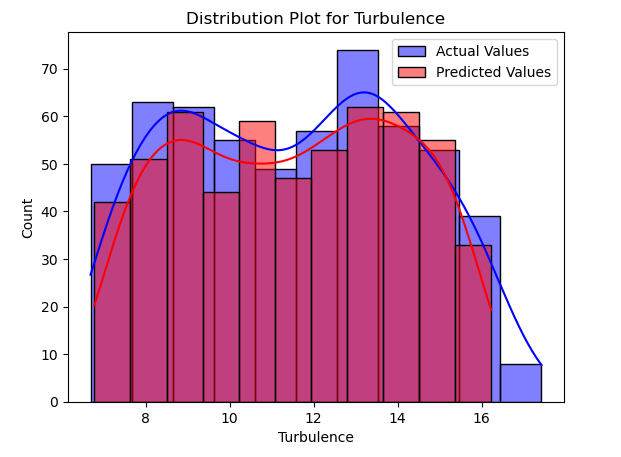 Distribution Plot for Turbulence
Actual Values
Predicted Values
70
60
50
40
30
20
10
0
Count
8
10
12
14
16
Turbulence